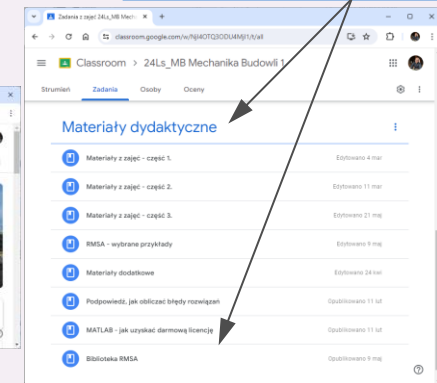 Zadania z zajęć 24Ls_MB Mech
classroom.google.com/w/NjI4OTQ3ODU4MjI1/t/all
Classroom > 24Ls_MB Mechanika Budowli 1
Strumień Zadania Osoby Oceny
Materiały dydaktyczne
Materiały z zajęć - część 1. Edytowano 4 mar
Materiały z zajęć - część 2. Edytowano 11 mar
Materiały z zajęć - część 3. Edytowano 21 maj
RMSA - wybrane przykłady Edytowano 9 maj
Materiały dodatkowe Edytowano 24 kwi
Podpowiedź, jak obliczać błędy rozwiązań Opublikowano 11 lut
MATLAB - jak uzyskać darmową licencję Opublikowano 11 lut
Biblioteka RMSA Opublikowano 9 maj